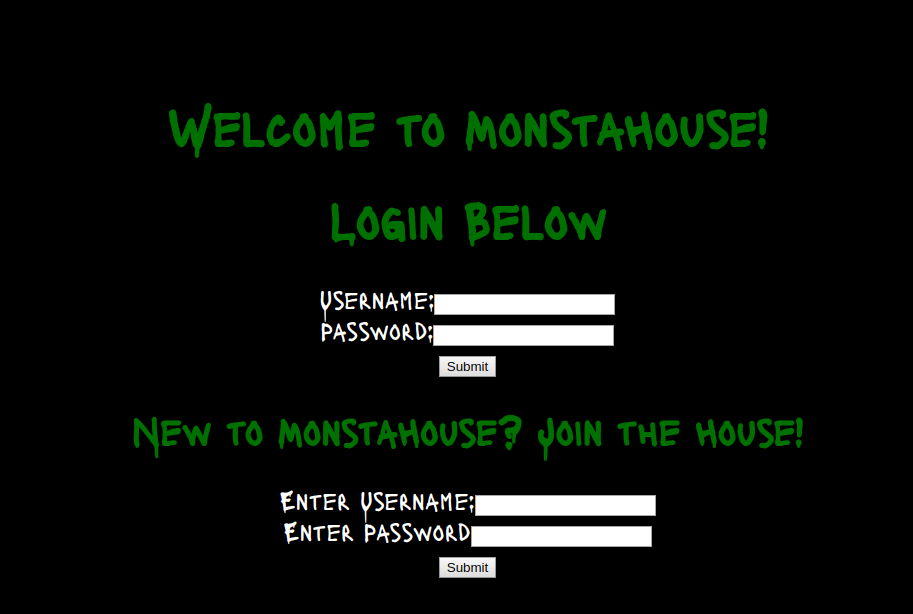 Welcome to monstahouse!
Login Below
Username:
Password:
Submit
New to monstahouse? Join the house!
Enter Username:
Enter Password
Submit